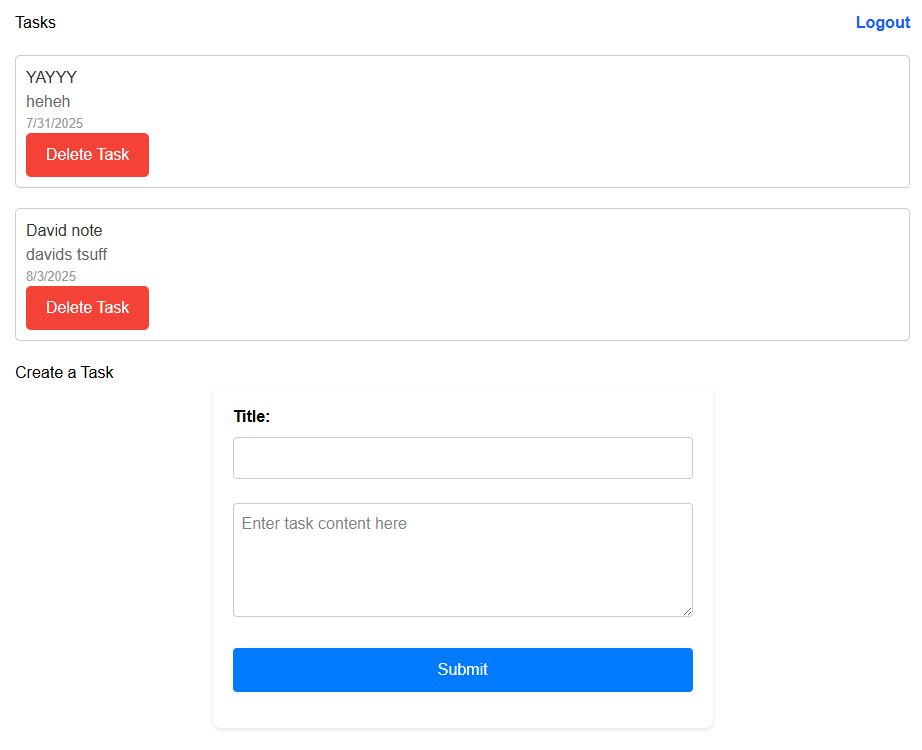 Tasks
Logout
YAYYY
heheh
7/31/2025
Delete Task
David note
davids tsuff
8/3/2025
Delete Task
Create a Task
Title:
Enter task content here
Submit